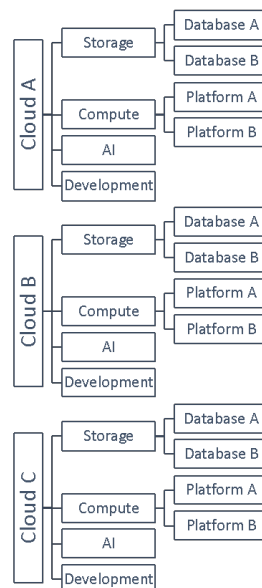 Cloud A
Storage
Database A
Database B
Compute
Platform A
Platform B
AI
Development
Cloud B
Storage
Database A
Database B
Compute
Platform A
Platform B
AI
Development
Cloud C
Storage
Database A
Database B
Compute
Platform A
Platform B
AI
Development